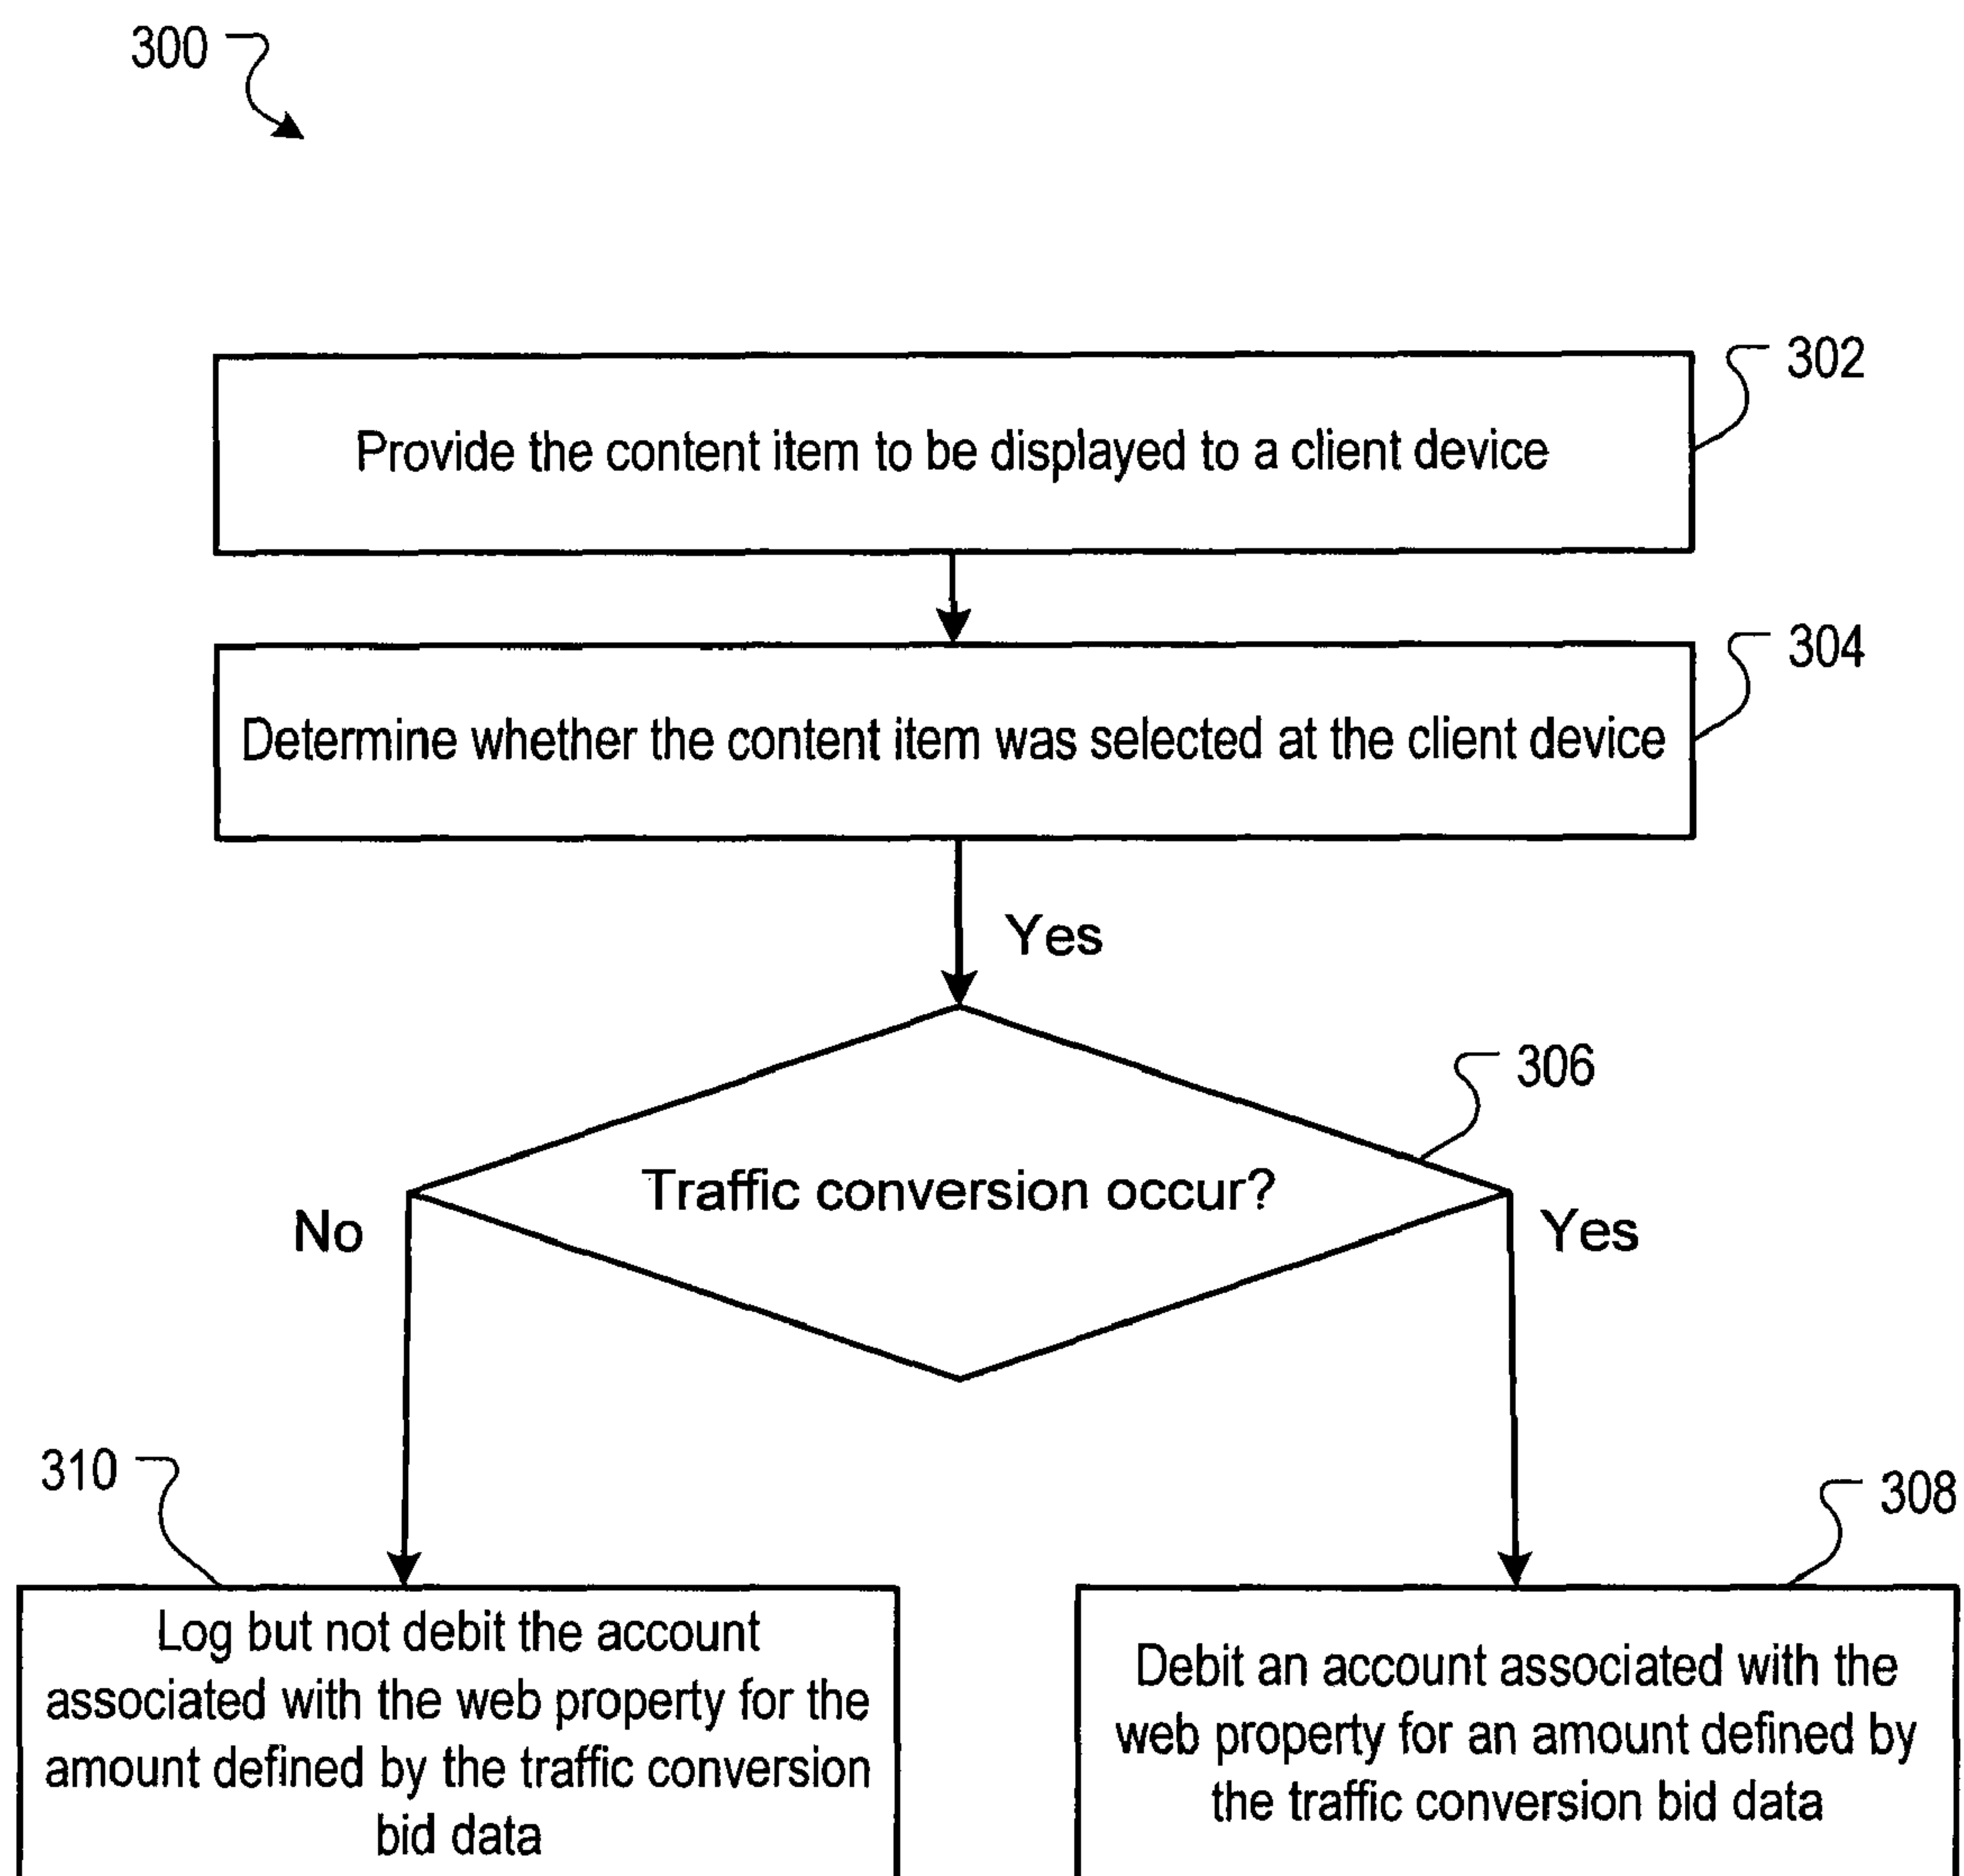 300
302
Provide the content item to be displayed to a client device
304
Determine whether the content item was selected at the client device
Yes
306
Traffic conversion occur?
No
Yes
310
308
Log but not debit the account
associated with the web property for the
amount defined by the traffic conversion
bid data
Debit an account associated with the
web property for an amount defined by
the traffic conversion bid data